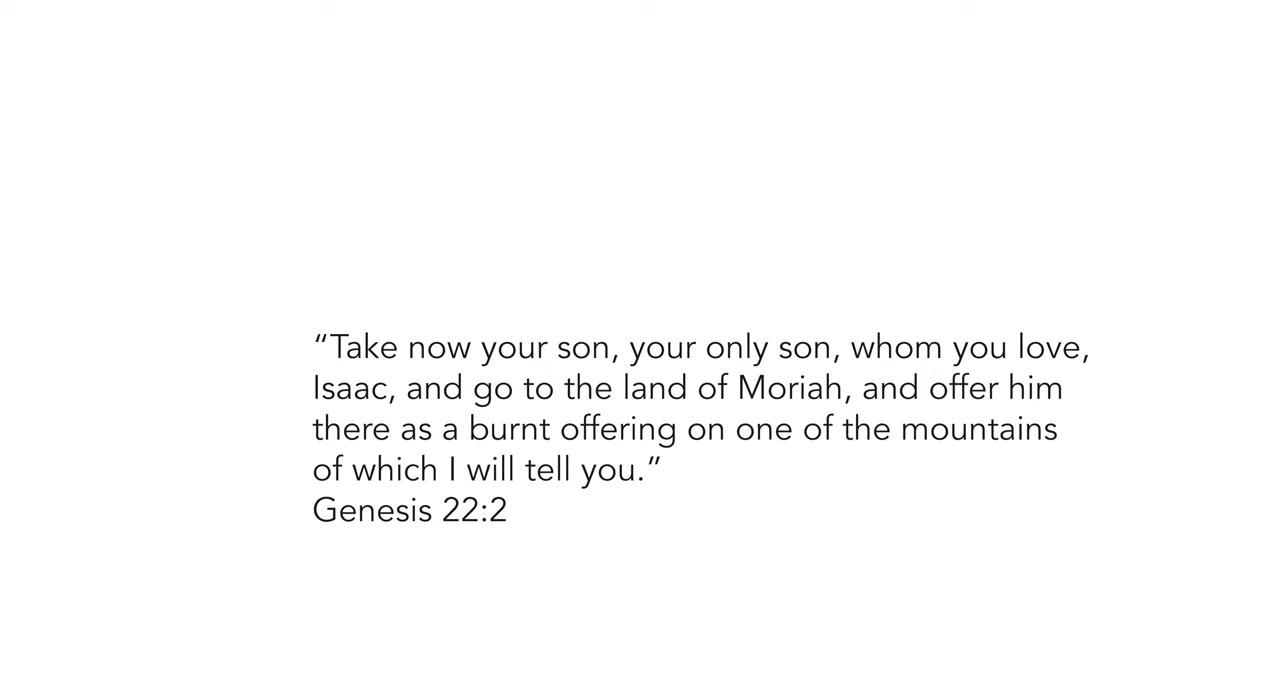 “Take now your son, your only son, whom you love,
Isaac, and go to the land of Moriah, and offer him
there as a burnt offering on one of the mountains
of which I will tell you.”
Genesis 22:2